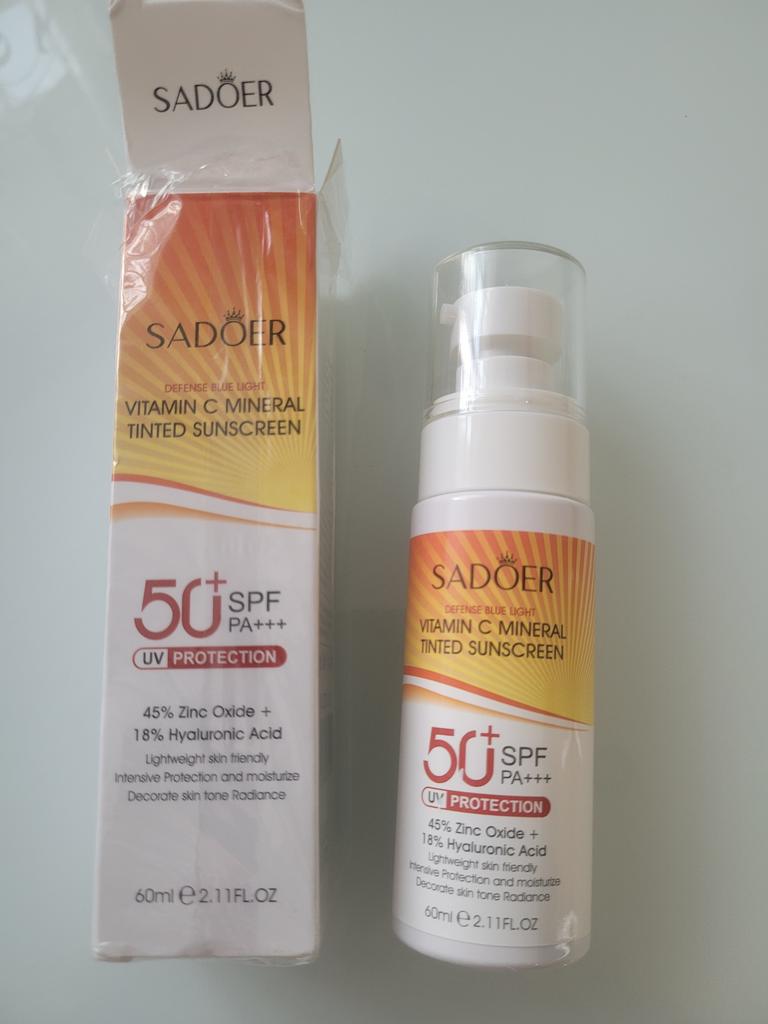 SADOER
SADOER
DEFENSE BLUE LIGHT
VITAMIN C MINERAL
TINTED SUNSCREEN
50+ SPF
PA+++
UV PROTECTION
45% Zinc Oxide +
18% Hyaluronic Acid
Lightweight skin friendly
Intensive Protection and moisturize
Decorate skin tone Radiance
60ml ℮ 2.11FL.OZ
SADOER
DEFENSE BLUE LIGHT
VITAMIN C MINERAL
TINTED SUNSCREEN
50+ SPF
PA+++
UV PROTECTION
45% Zinc Oxide +
18% Hyaluronic Acid
Lightweight skin friendly
Intensive Protection and moisturize
Decorate skin tone Radiance
60ml ℮ 2.11FL.OZ